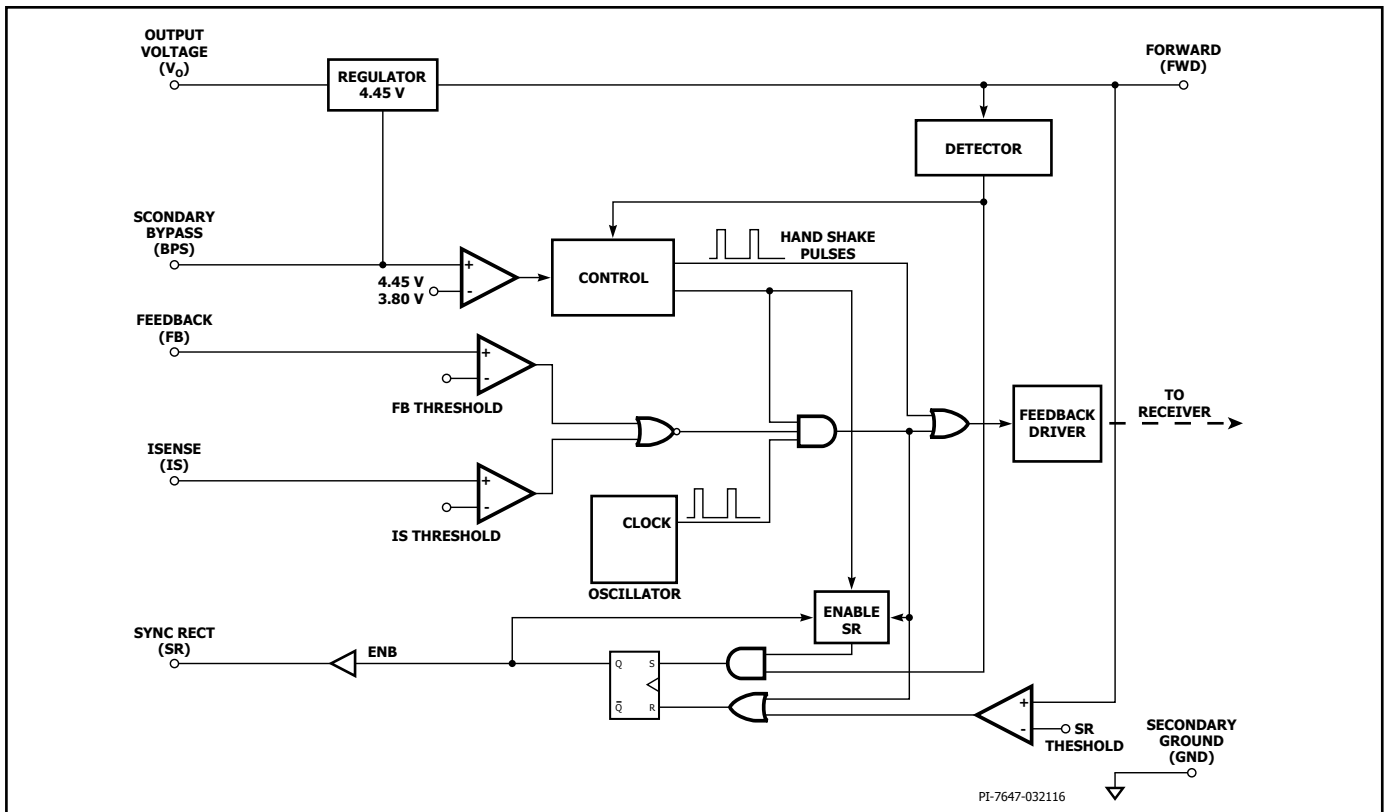 OUTPUT
VOLTAGE
(VO)
REGULATOR
4.45 V
FORWARD
(FWD)
DETECTOR
SCONDARY
BYPASS
(BPS)
+
-
4.45 V
3.80 V
CONTROL
HAND SHAKE
PULSES
FEEDBACK
(FB)
+
-
FB THRESHOLD
FEEDBACK
DRIVER
TO
RECEIVER
ISENSE
(IS)
+
-
IS THRESHOLD
CLOCK
OSCILLATOR
ENABLE
SR
SYNC RECT
(SR)
ENB
Q
S
Q̅
R
+
-
SR
THESHOLD
SECONDARY
GROUND
(GND)
PI-7647-032116